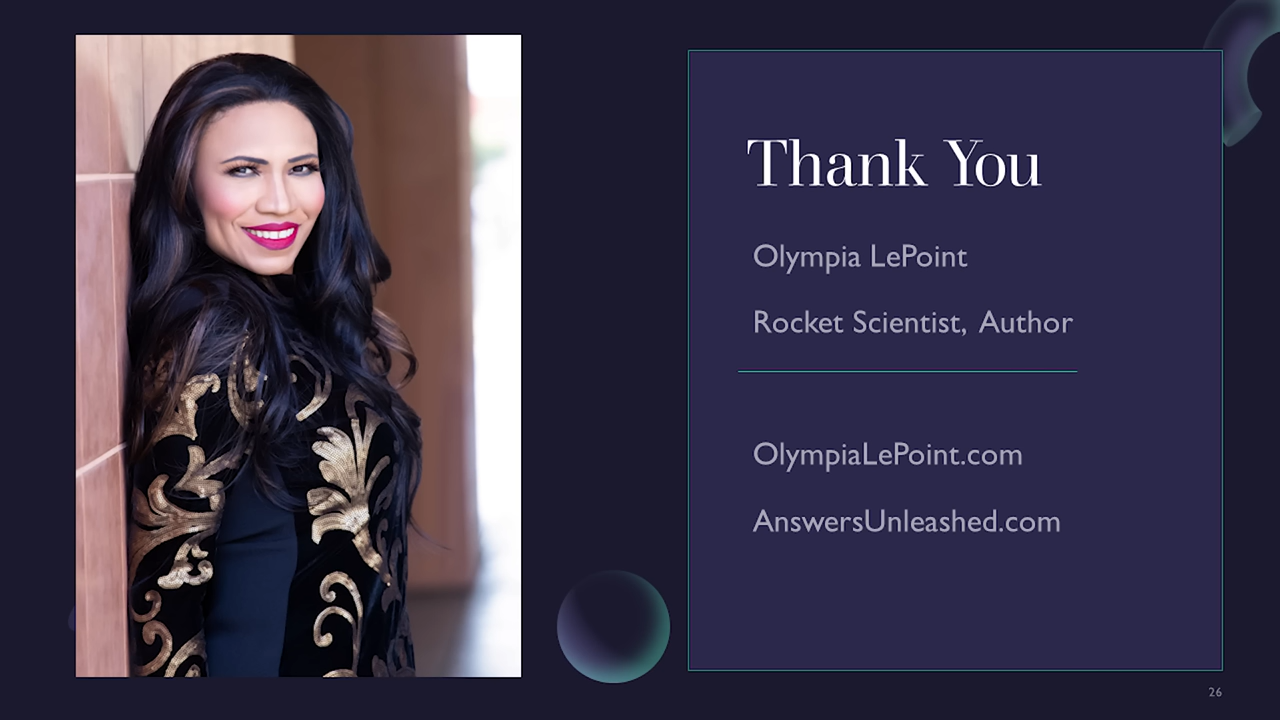 Thank You
Olympia LePoint
Rocket Scientist, Author
OlympiaLePoint.com
AnswersUnleashed.com
26